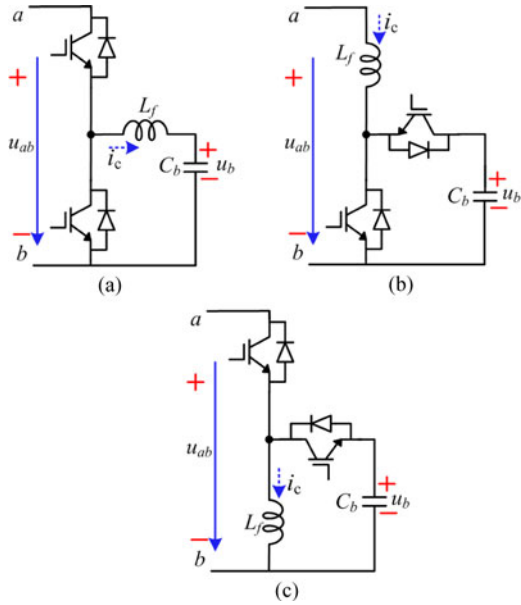 a
+
u_ab
−
b
L_f
i_c
C_b
+
−
u_b
(a)
a
i_c
L_f
+
u_ab
−
b
C_b
+
−
u_b
(b)
a
+
u_ab
−
b
i_c
L_f
C_b
+
−
u_b
(c)